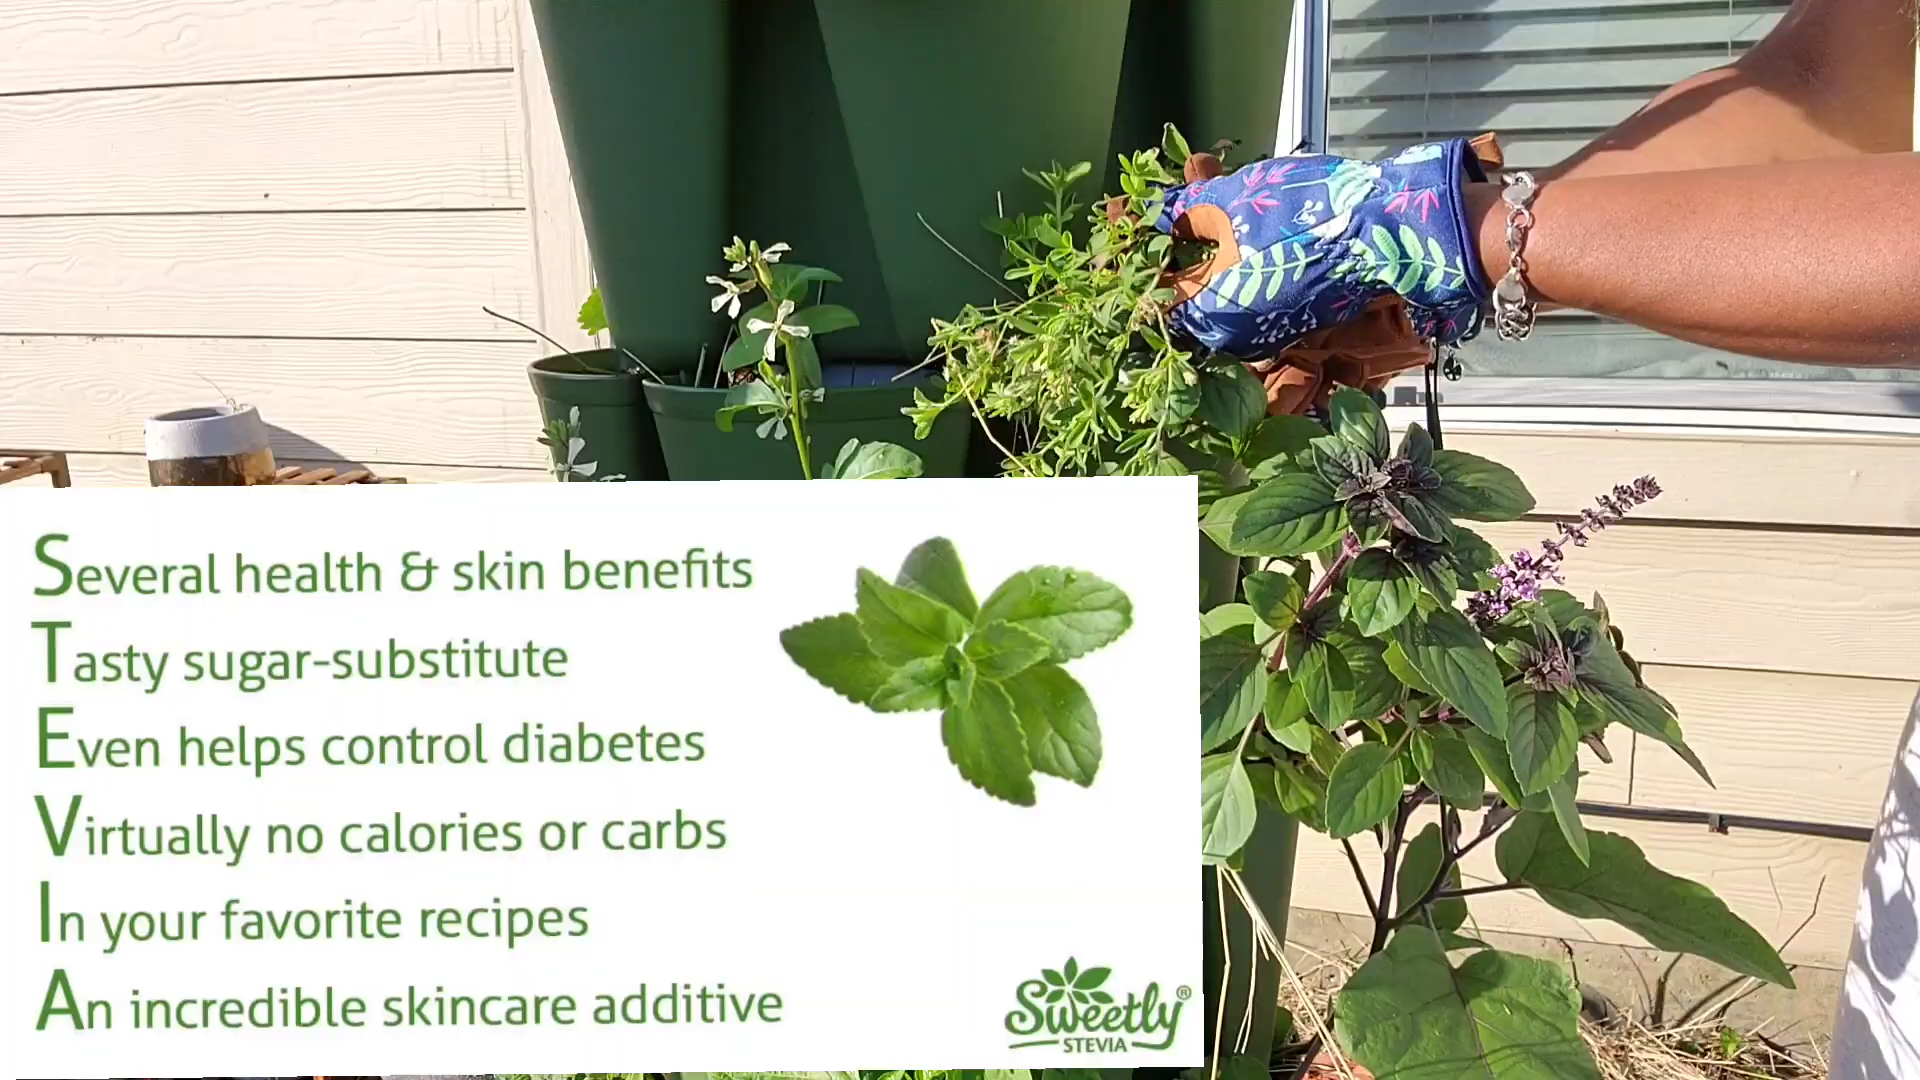 Several health & skin benefits
Tasty sugar-substitute
Even helps control diabetes
Virtually no calories or carbs
In your favorite recipes
An incredible skincare additive
Sweetly®
STEVIA